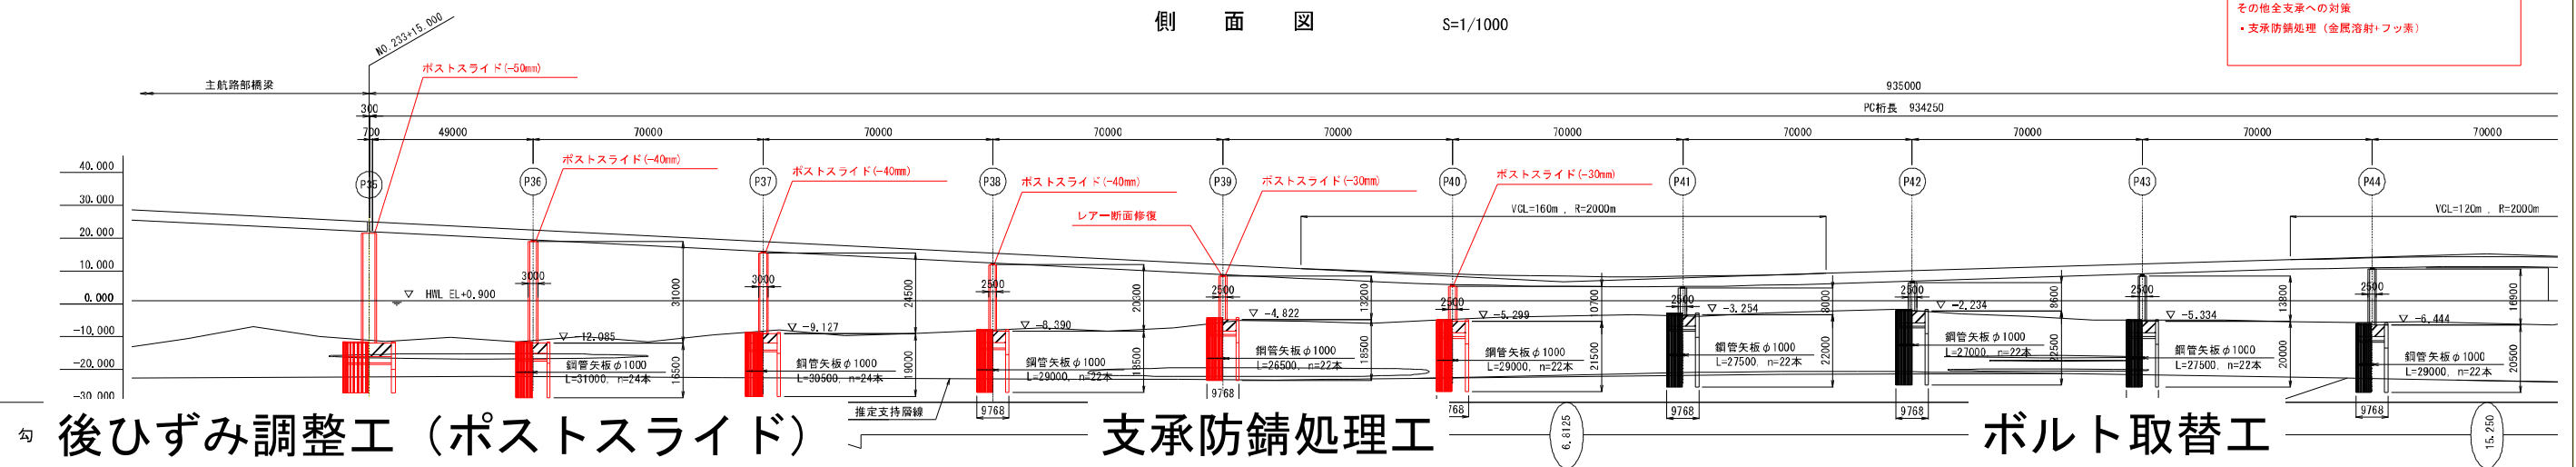 側 面 図 S=1/1000
その他全支承への対策
・支承防錆処理（金属溶射+フッ素）
NO.233+15.000
主航路部橋梁
ポストスライド(-50mm)
935000
300
PC桁長 934250
700 49000 70000 70000 70000 70000 70000 70000 70000 70000 70000
ポストスライド(-40mm)
ポストスライド(-40mm)
ポストスライド(-40mm)
ポストスライド(-30mm)
ポストスライド(-30mm)
P35 P36 P37 P38 P39 P40 P41 P42 P43 P44
レアー断面修復
VCL=160m , R=2000m
VCL=120m , R=2000m
40.000
30.000
20.000
10.000
0.000
-10.000
-20.000
-30.000
HWL EL+0.900
3000 3000 2500 2500 2500 2500 2500 2500 2500
31000 24500 20300 13200 10700 8000 8600 13800 16900
-12.085 -9.127 -8.390 -4.822 -5.299 -3.254 -2.234 -5.334 -6.444
16500 19000 18500 18500 21500 22000 22500 20000 20500
鋼管矢板φ1000
L=31000, n=24本
鋼管矢板φ1000
L=30500, n=24本
鋼管矢板φ1000
L=29000, n=22本
鋼管矢板φ1000
L=26500, n=22本
鋼管矢板φ1000
L=29000, n=22本
鋼管矢板φ1000
L=27500, n=22本
鋼管矢板φ1000
L=27000, n=22本
鋼管矢板φ1000
L=27500, n=22本
鋼管矢板φ1000
L=29000, n=22本
推定支持層線
9768 9768 768 9768 9768 9768
勾
後ひずみ調整工（ポストスライド）
支承防錆処理工
6.8125
ボルト取替工
15.250